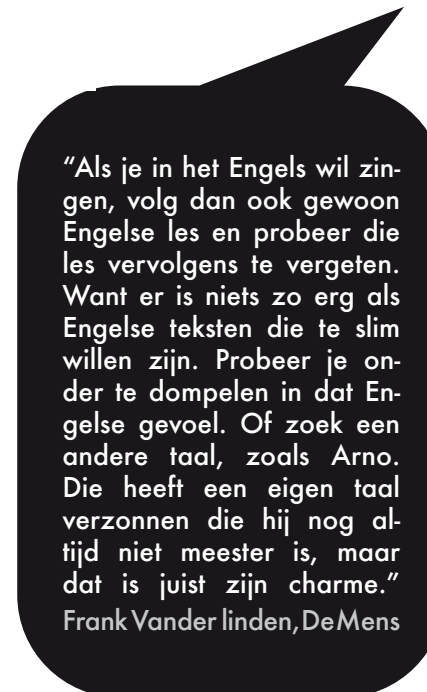 “Als je in het Engels wil zin-
gen, volg dan ook gewoon
Engelse les en probeer die
les vervolgens te vergeten.
Want er is niets zo erg als
Engelse teksten die te slim
willen zijn. Probeer je on-
der te dompelen in dat En-
gelse gevoel. Of zoek een
andere taal, zoals Arno.
Die heeft een eigen taal
verzonnen die hij nog al-
tijd niet meester is, maar
dat is juist zijn charme.”
Frank Vander linden, De Mens